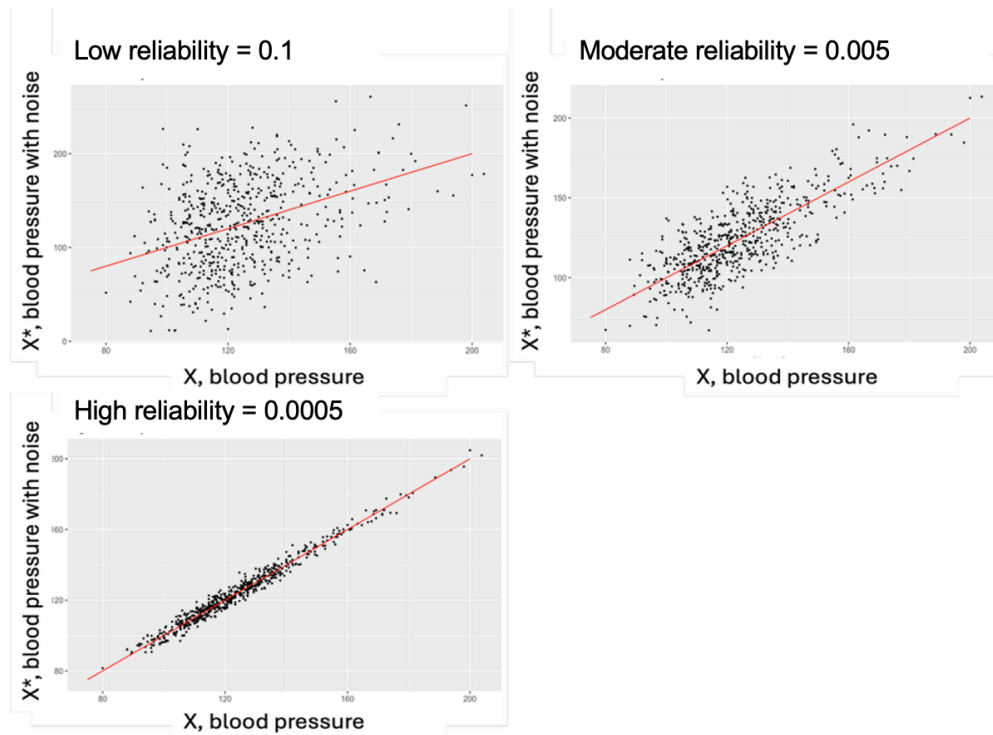 Low reliability = 0.1
X*, blood pressure with noise
200
100
0
80 120 160 200
X, blood pressure
Moderate reliability = 0.005
X*, blood pressure with noise
200
150
100
80 120 160 200
X, blood pressure
High reliability = 0.0005
X*, blood pressure with noise
200
160
120
80
80 120 160 200
X, blood pressure